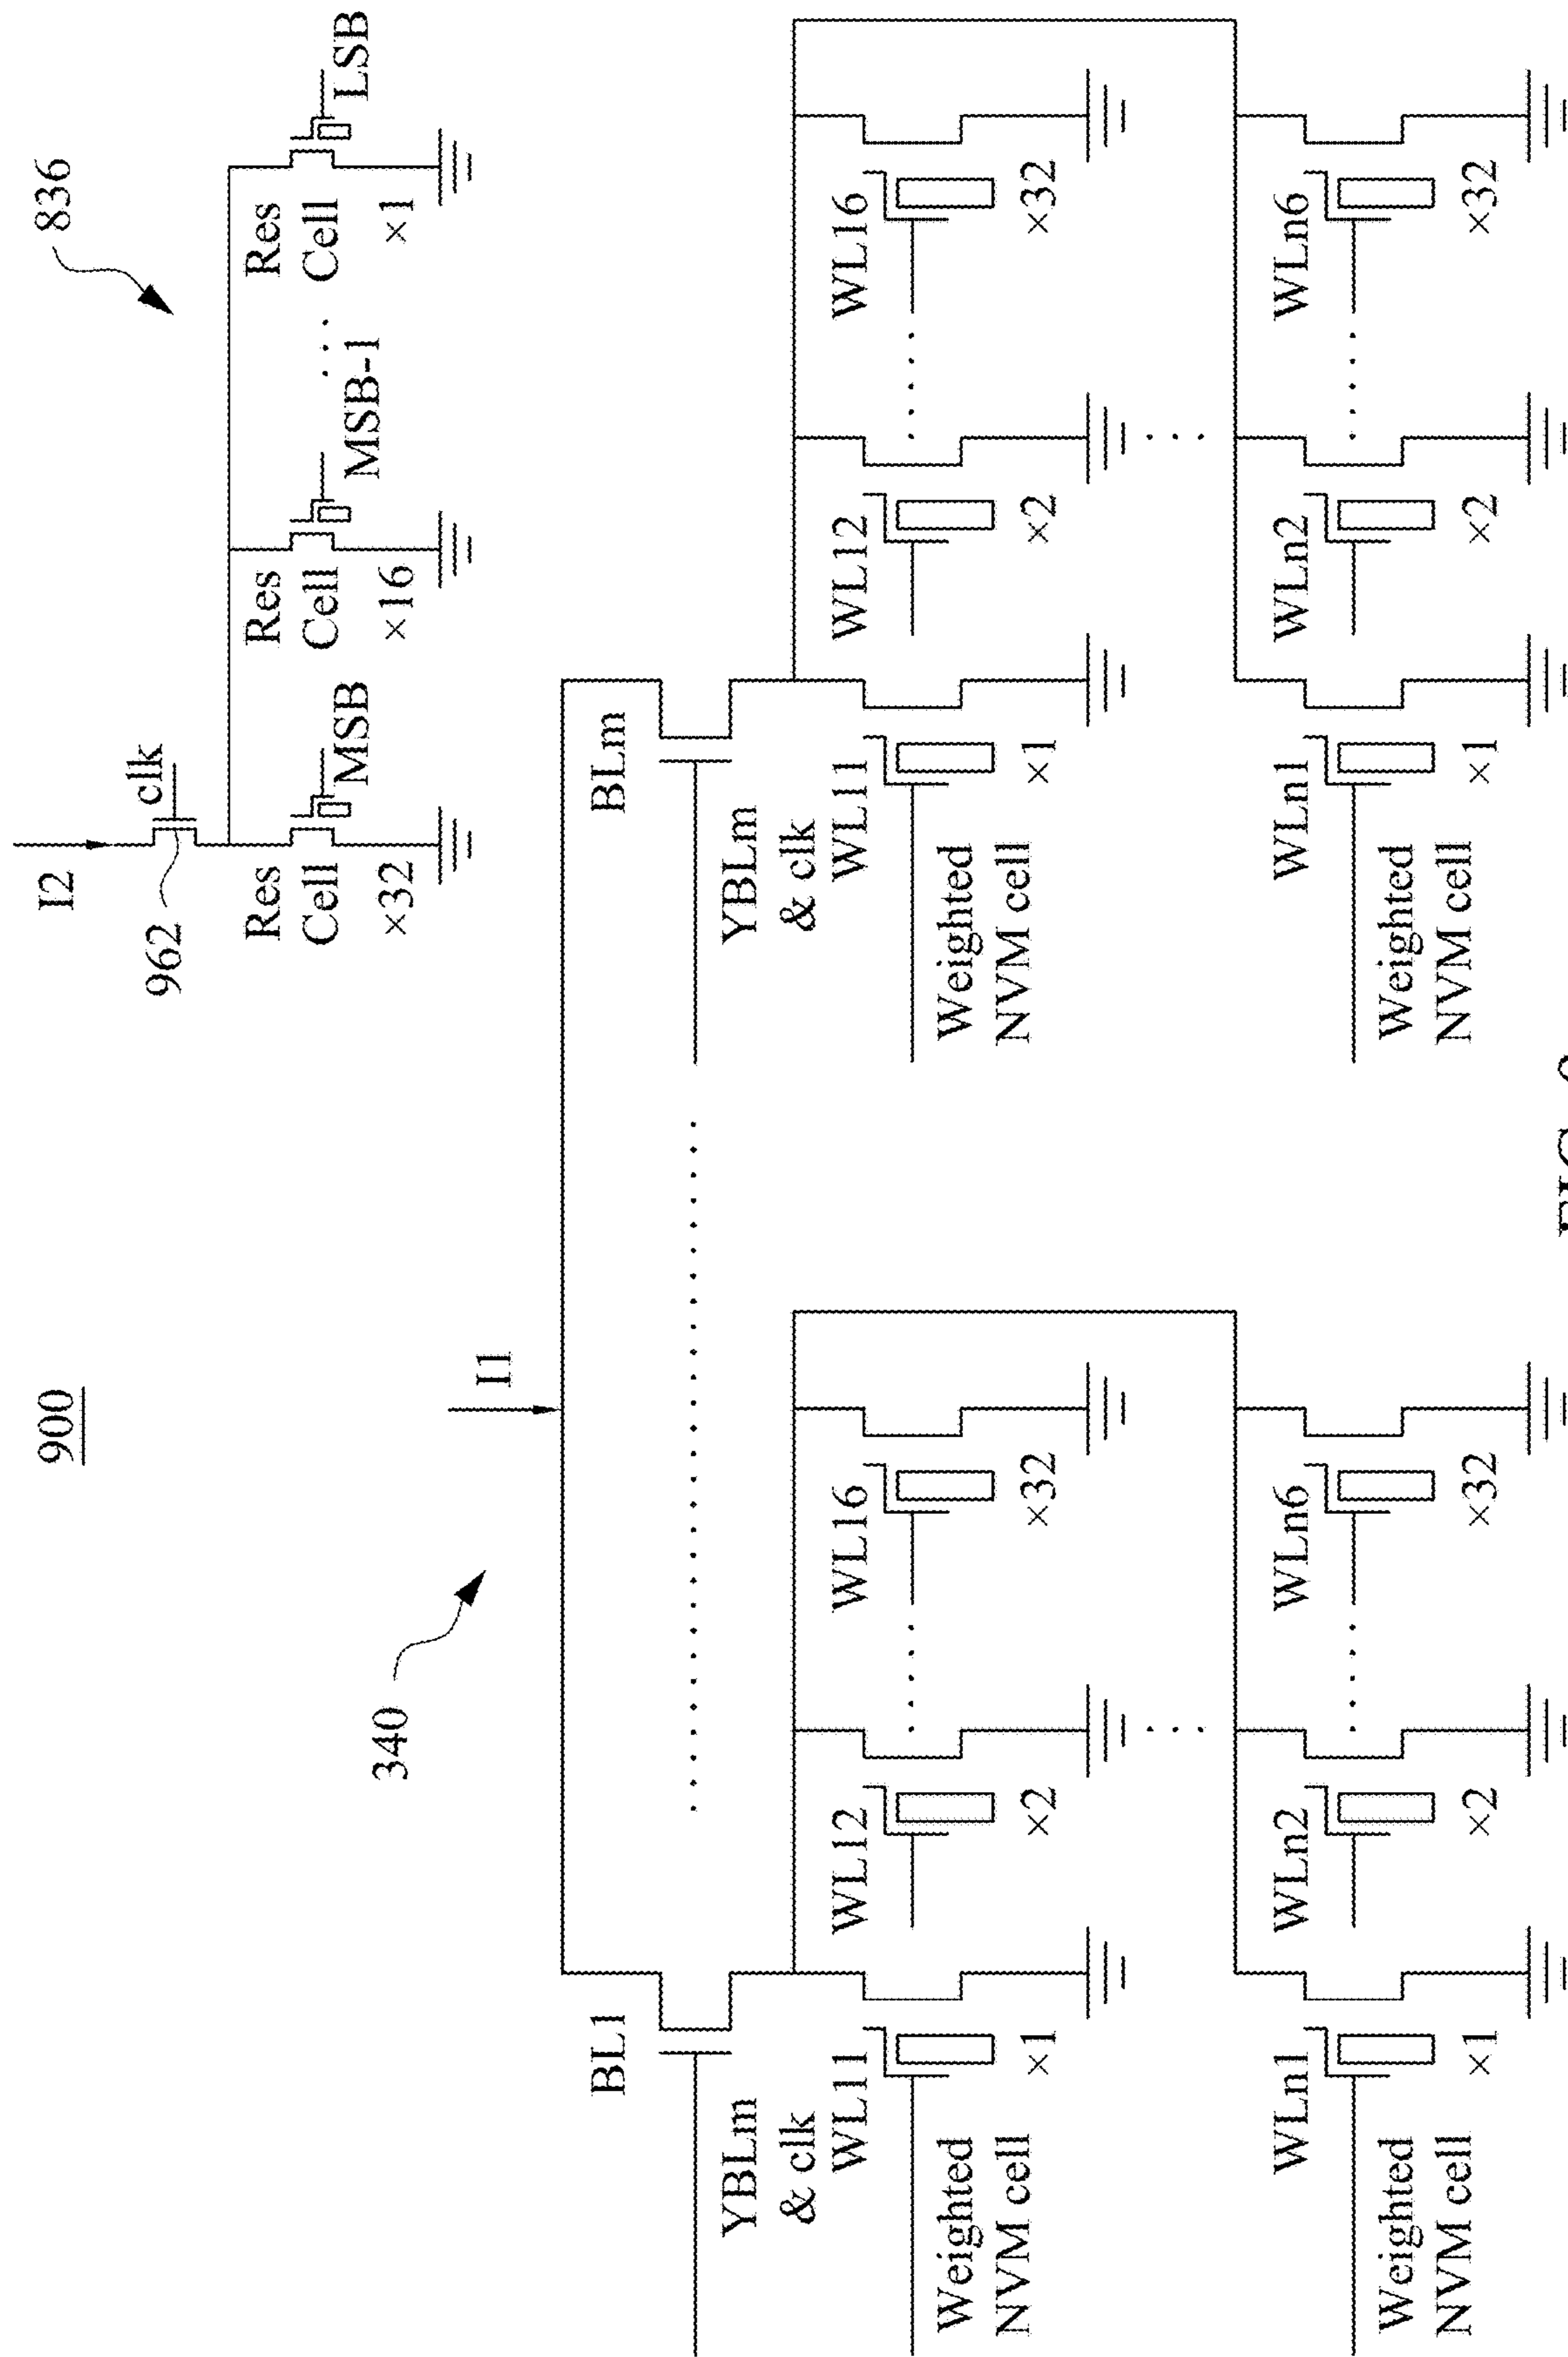 900
836
I2
clk
962
Res
Cell
×32
MSB
Res
Cell
×16
MSB-1
Res
Cell
×1
LSB
340
I1
BL1
YBLm
& clk
WL11
×1
Weighted
NVM cell
WL12
×2
WL16
×32
WLn1
×1
Weighted
NVM cell
WLn2
×2
WLn6
×32
BLm
YBLm
& clk
WL11
×1
Weighted
NVM cell
WL12
×2
WL16
×32
WLn1
×1
Weighted
NVM cell
WLn2
×2
WLn6
×32
FIG.